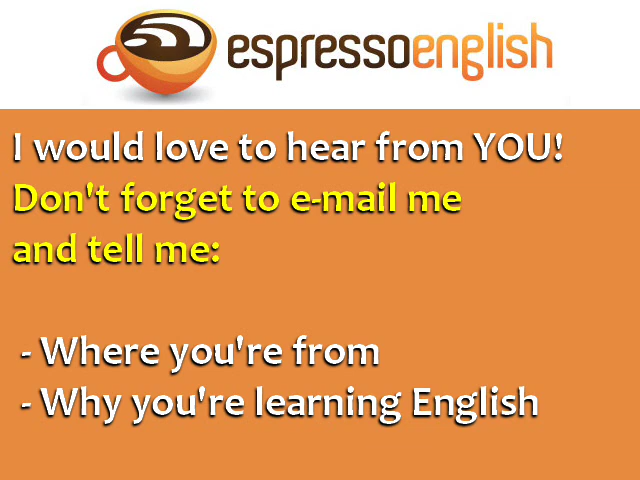 espressoenglish
I would love to hear from YOU!
Don't forget to e-mail me
and tell me:
- Where you're from
- Why you're learning English